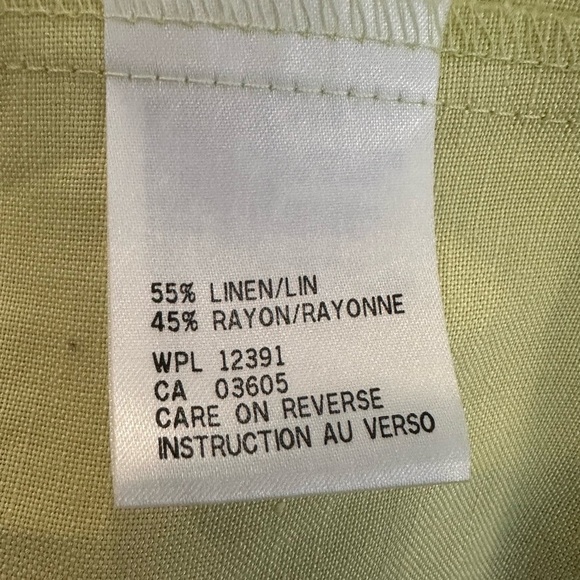 55% LINEN/LIN
45% RAYON/RAYONNE
WPL 12391
CA 03605
CARE ON REVERSE
INSTRUCTION AU VERSO